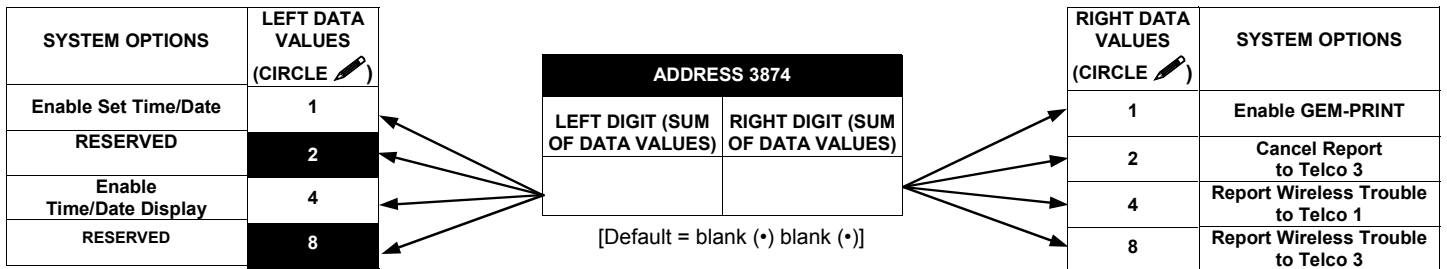 SYSTEM OPTIONS
LEFT DATA
VALUES
(CIRCLE )
Enable Set Time/Date
1
RESERVED
2
Enable
Time/Date Display
4
RESERVED
8
ADDRESS 3874
LEFT DIGIT (SUM
OF DATA VALUES)
RIGHT DIGIT (SUM
OF DATA VALUES)
[Default = blank (•) blank (•)]
RIGHT DATA
VALUES
(CIRCLE )
SYSTEM OPTIONS
1
Enable GEM-PRINT
2
Cancel Report
to Telco 3
4
Report Wireless Trouble
to Telco 1
8
Report Wireless Trouble
to Telco 3